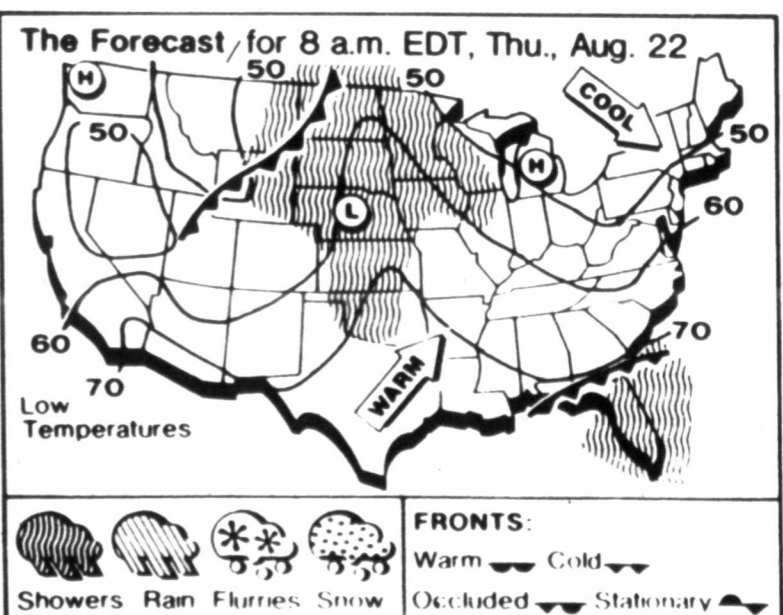 The Forecast / for 8 a.m. EDT, Thu., Aug. 22
50
50
H
COOL
50
50
H
L
60
60
70
70
WARM
Low
Temperatures
Showers Rain Flurries Snow
FRONTS:
Warm Cold
Occluded Stationary